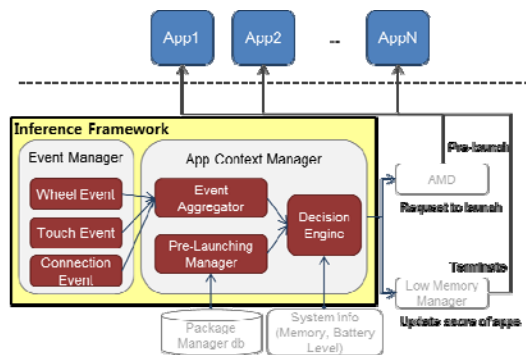 App1 App2 -- AppN
Inference Framework
Event Manager
App Context Manager
Pre-launch
Wheel Event
Event
Aggregator
AMD
Touch Event
Decision
Engine
Request to launch
Connection
Event
Pre-Launching
Manager
Terminate
Low Memory
Manager
Package
Manager db
System Info
(Memory, Battery
Level)
Update score of apps